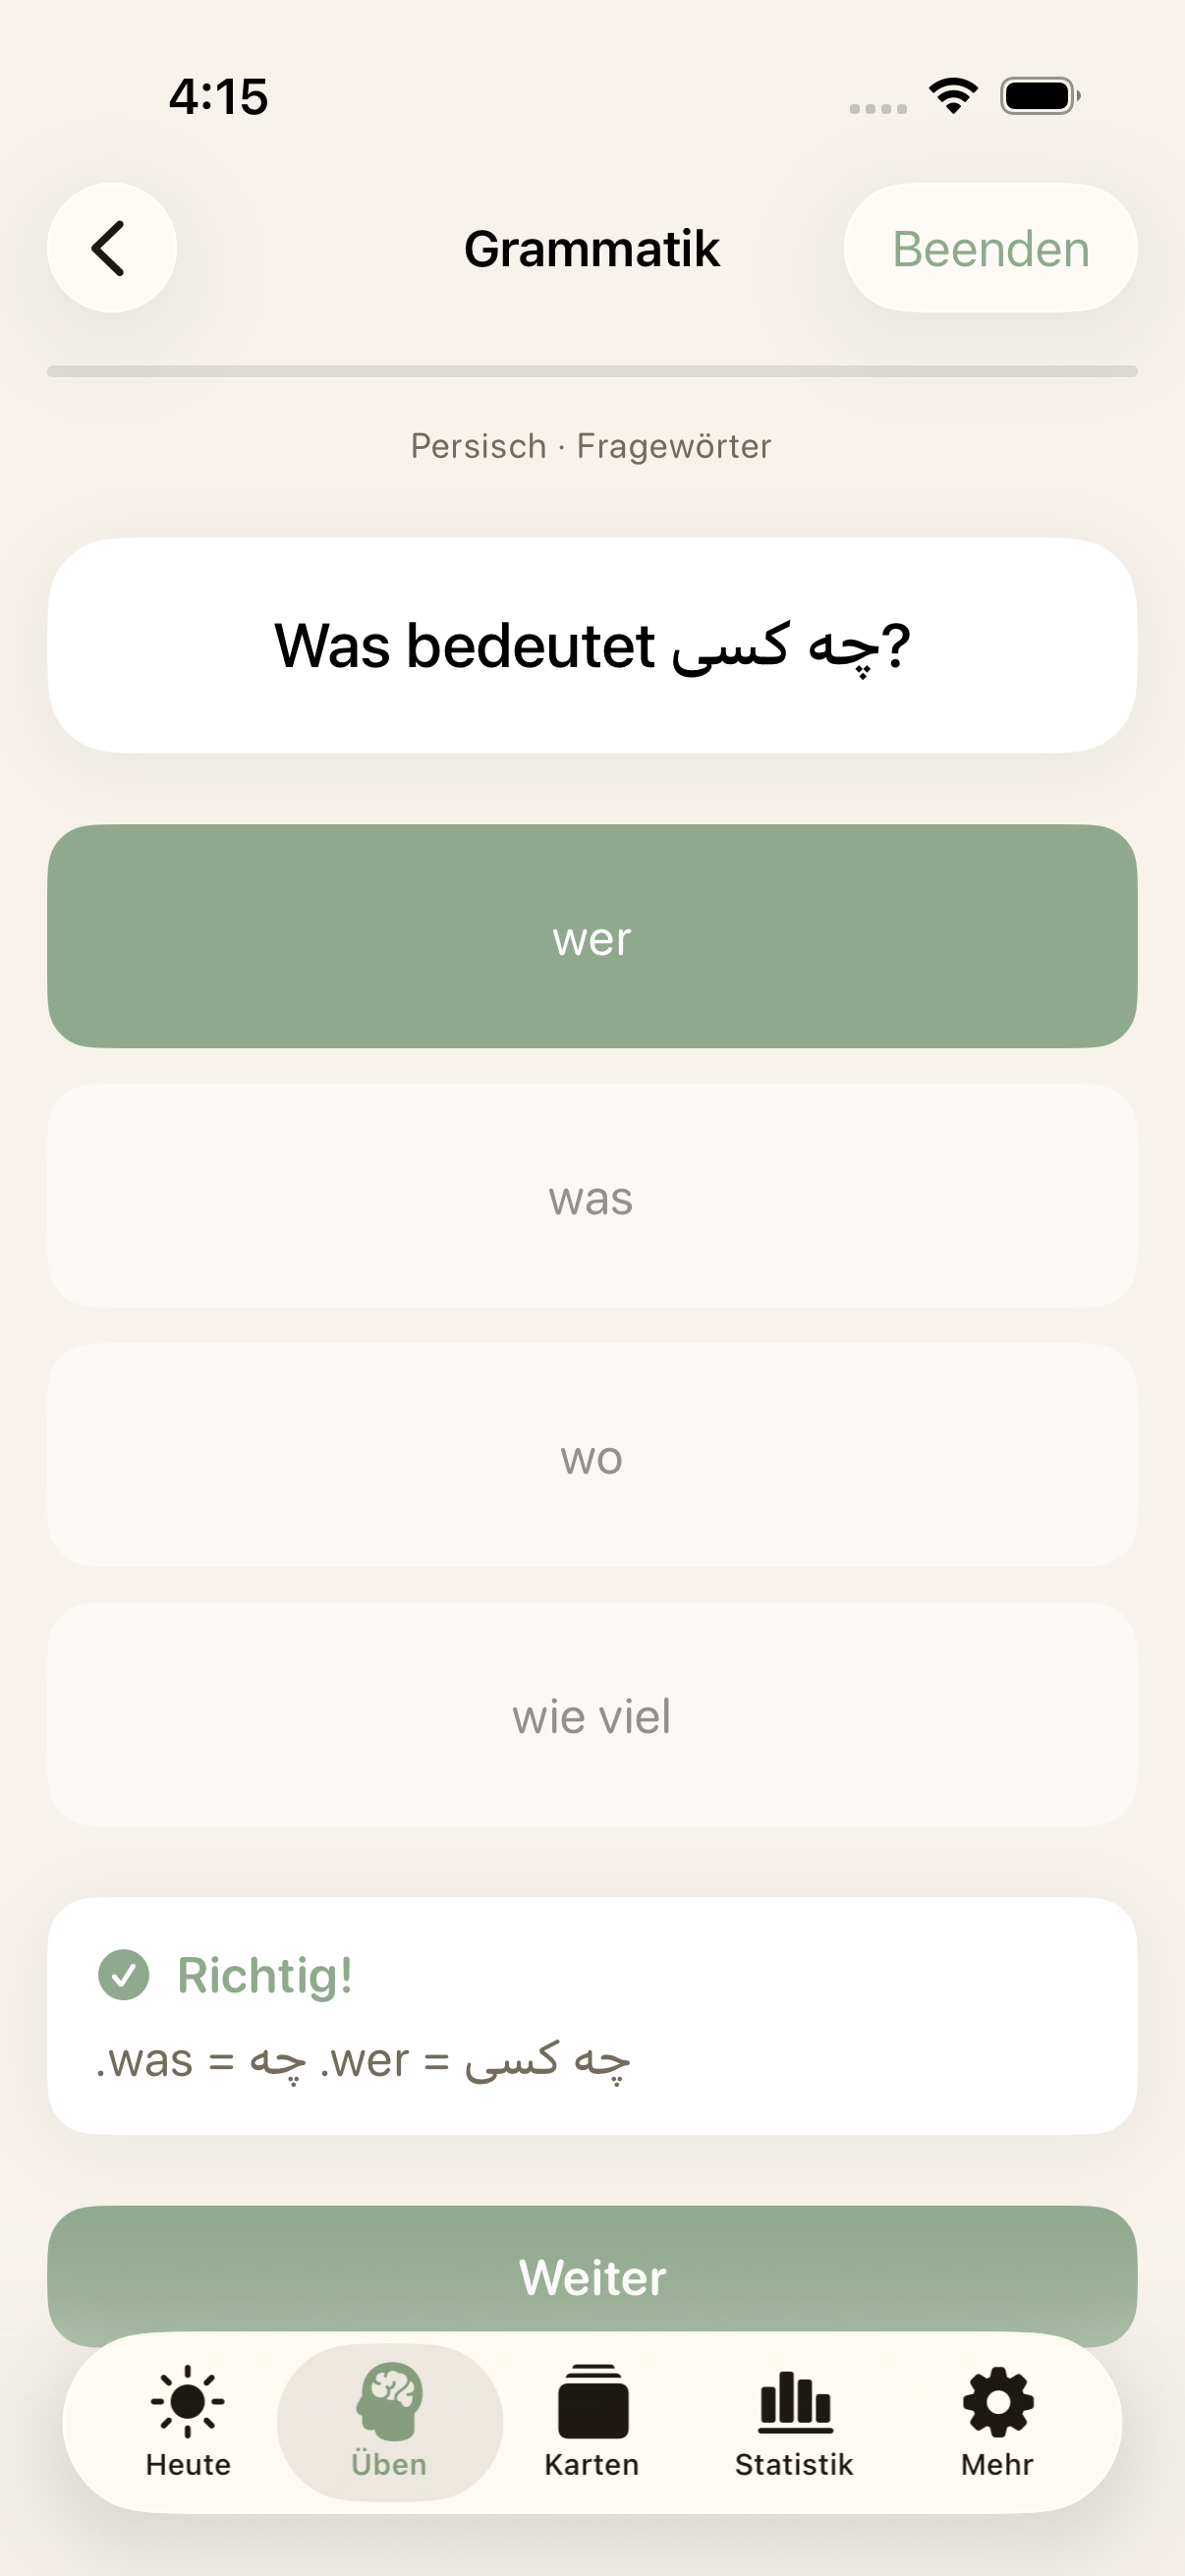 4:15
Grammatik
Beenden
Persisch · Fragewörter
Was bedeutet چه کسی?
wer
was
wo
wie viel
Richtig!
چه کسی = wer. چه = was.
Weiter
Heute
Üben
Karten
Statistik
Mehr